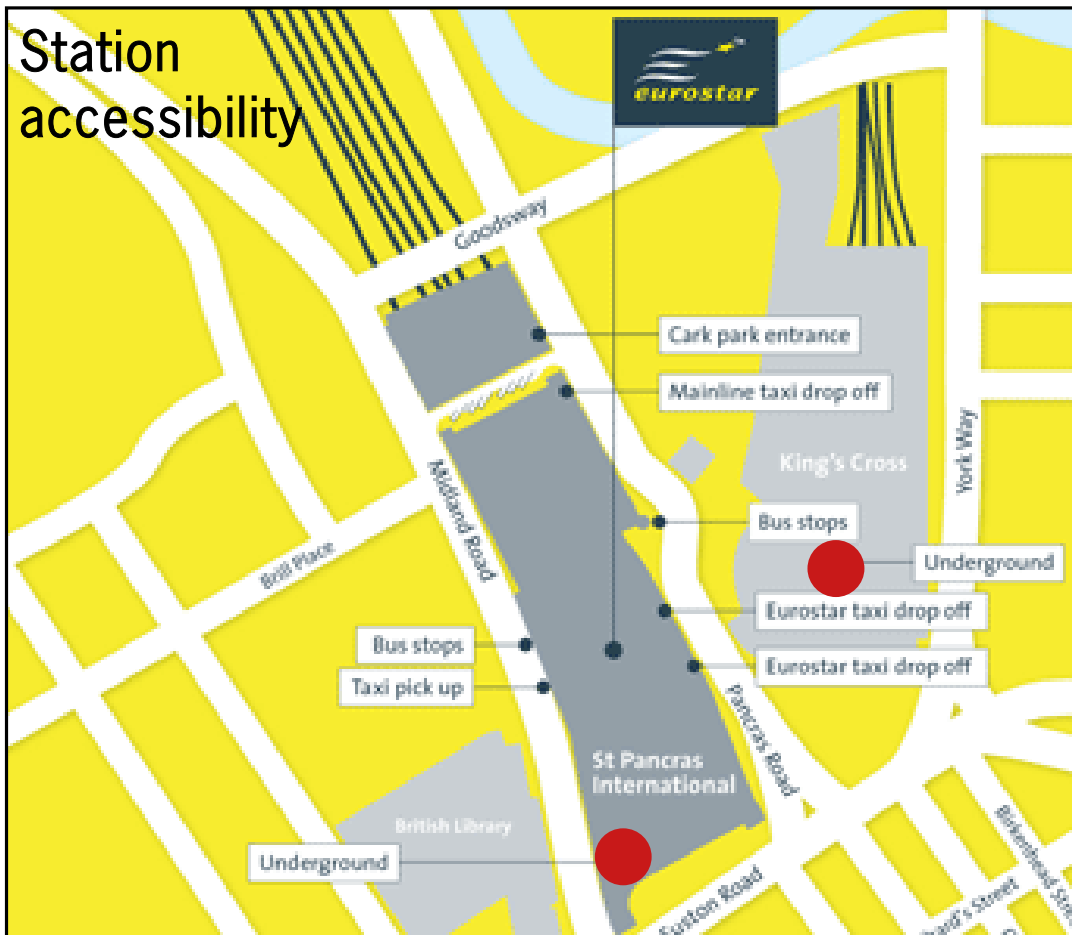 Station
accessibility
eurostar
Goodsway
Cark park entrance
Mainline taxi drop off
King's Cross
York Way
Midland Road
Bus stops
Underground
Brill Place
Eurostar taxi drop off
Bus stops
Eurostar taxi drop off
Taxi pick up
Pancras Road
St Pancras
International
British Library
Underground
Birkenhead
Euston Road
Street